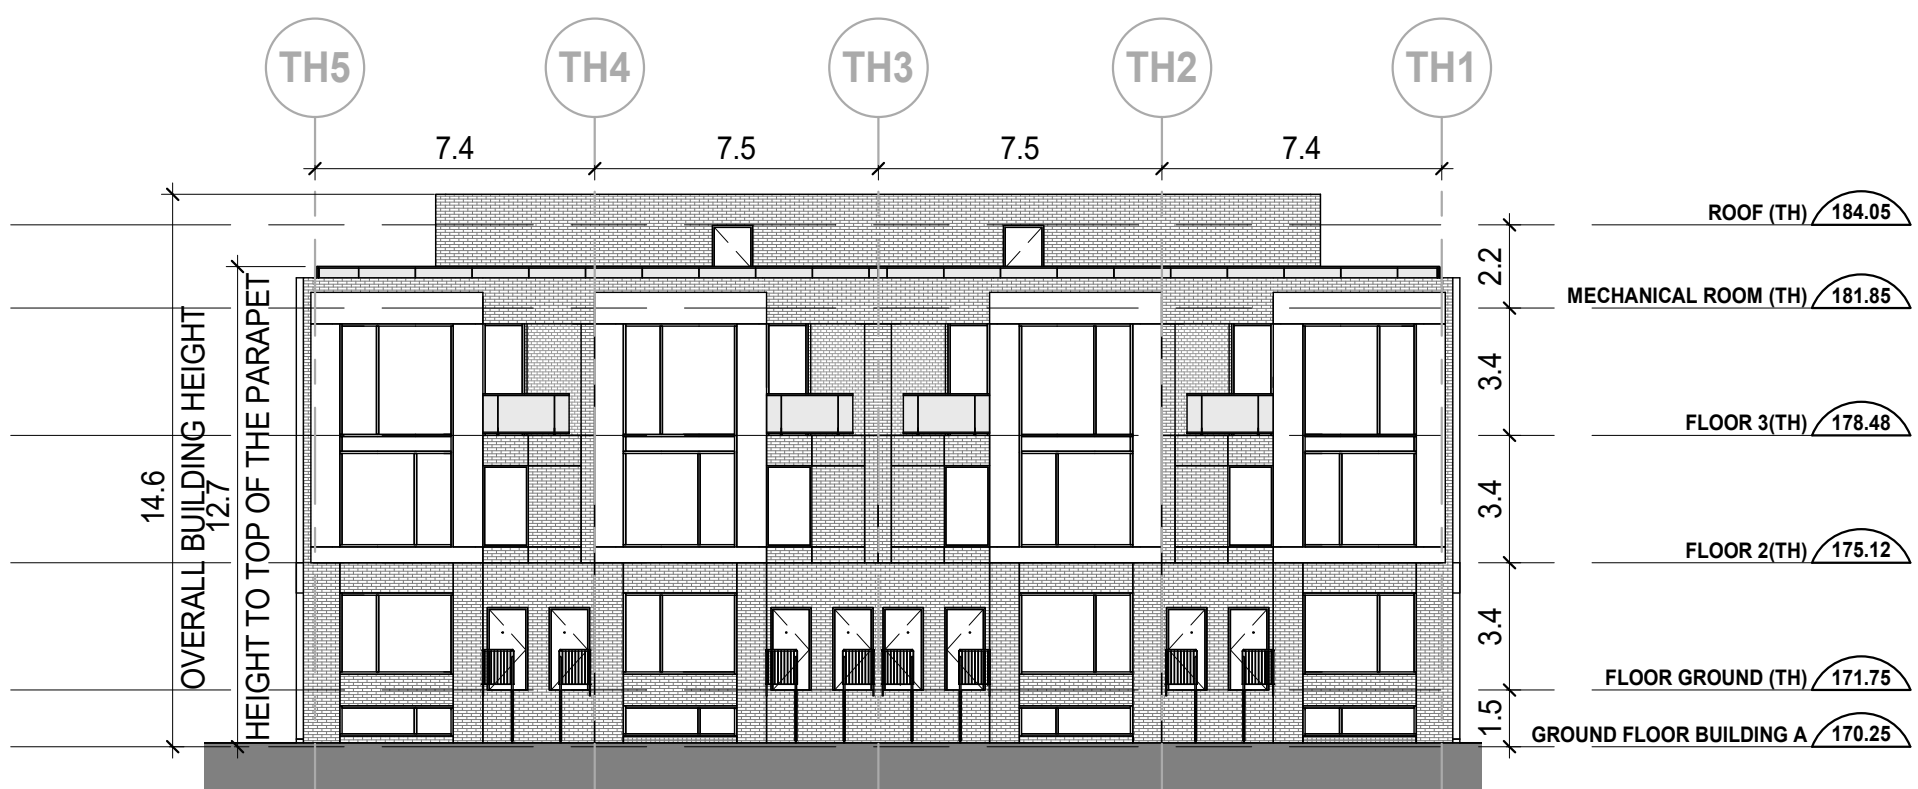 TH5 TH4 TH3 TH2 TH1
7.4 7.5 7.5 7.4
ROOF (TH) 184.05
2.2
MECHANICAL ROOM (TH) 181.85
3.4
FLOOR 3(TH) 178.48
3.4
FLOOR 2(TH) 175.12
3.4
FLOOR GROUND (TH) 171.75
1.5
GROUND FLOOR BUILDING A 170.25
14.6
OVERALL BUILDING HEIGHT
12.7
HEIGHT TO TOP OF THE PARAPET